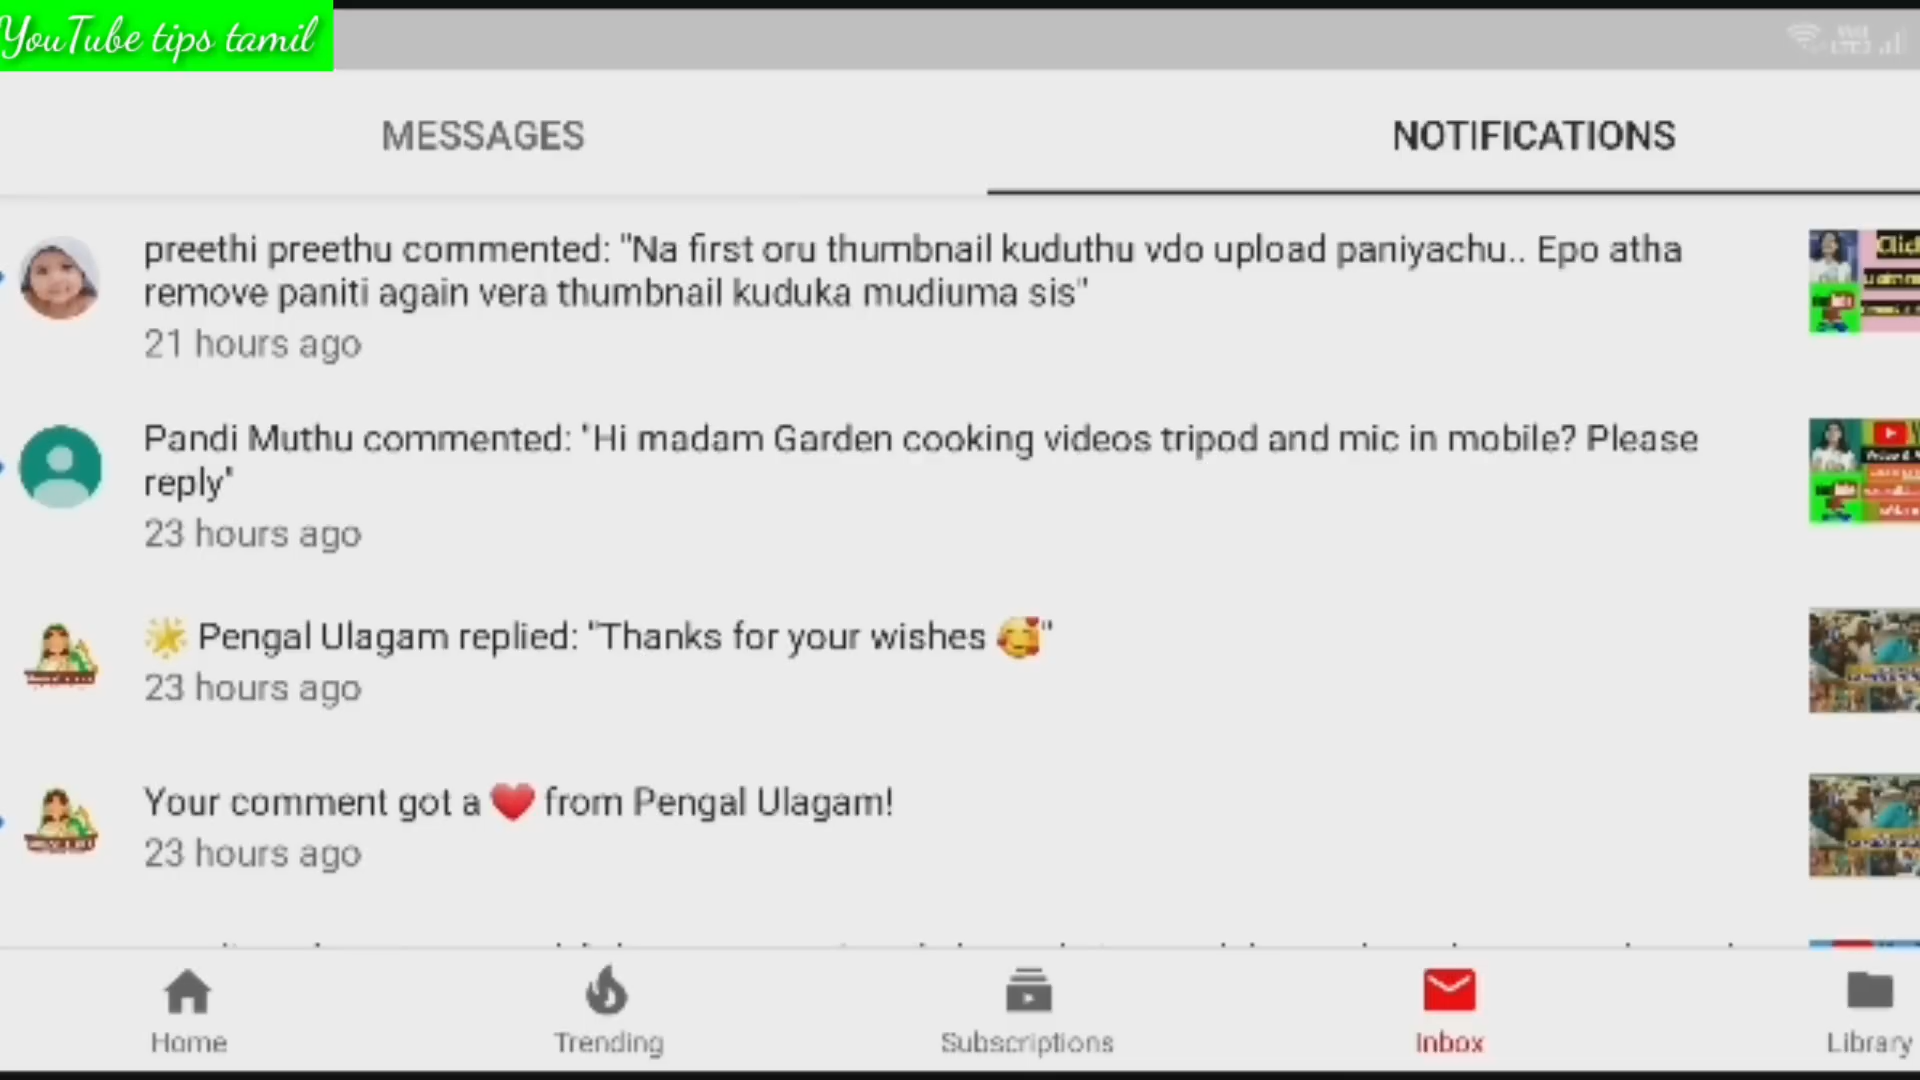 YouTube tips tamil
MESSAGES
NOTIFICATIONS
preethi preethu commented: "Na first oru thumbnail kuduthu vdo upload paniyachu.. Epo atha
remove paniti again vera thumbnail kuduka mudiuma sis"
21 hours ago
Pandi Muthu commented: "Hi madam Garden cooking videos tripod and mic in mobile? Please
reply"
23 hours ago
🌟 Pengal Ulagam replied: "Thanks for your wishes 🥰"
23 hours ago
Your comment got a ❤️ from Pengal Ulagam!
23 hours ago
Home
Trending
Subscriptions
Inbox
Library